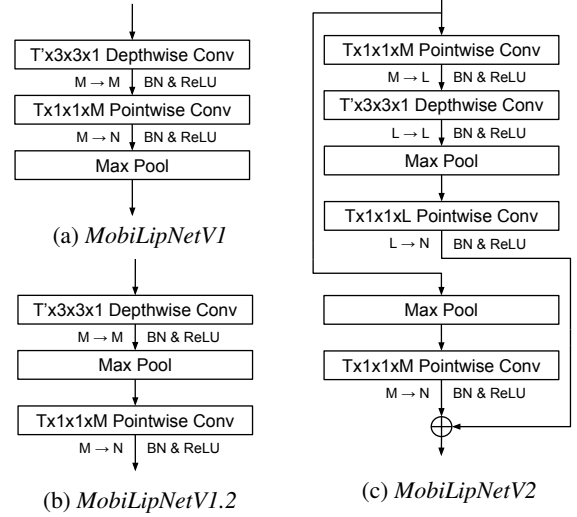 T'x3x3x1 Depthwise Conv
M → M BN & ReLU
Tx1x1xM Pointwise Conv
M → N BN & ReLU
Max Pool
(a) MobiLipNetV1
T'x3x3x1 Depthwise Conv
M → M BN & ReLU
Max Pool
Tx1x1xM Pointwise Conv
M → N BN & ReLU
(b) MobiLipNetV1.2
Tx1x1xM Pointwise Conv
M → L BN & ReLU
T'x3x3x1 Depthwise Conv
L → L BN & ReLU
Max Pool
Tx1x1xL Pointwise Conv
L → N BN & ReLU
Max Pool
Tx1x1xM Pointwise Conv
M → N BN & ReLU
(c) MobiLipNetV2